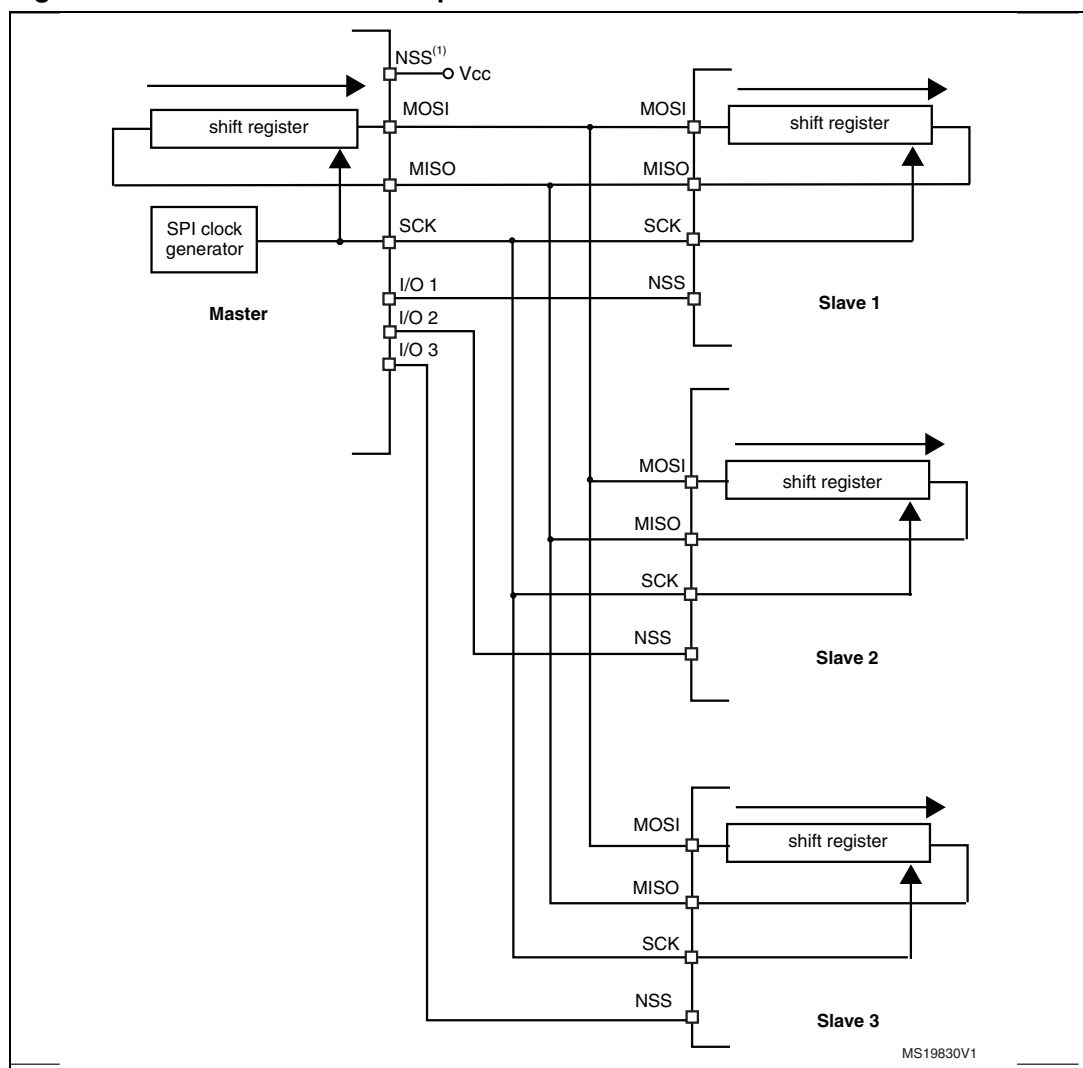 NSS(1)
Vcc
MOSI
MOSI
shift register
shift register
MISO
MISO
SPI clock
generator
SCK
SCK
I/O 1
NSS
Master
Slave 1
I/O 2
I/O 3
MOSI
shift register
MISO
SCK
NSS
Slave 2
MOSI
shift register
MISO
SCK
NSS
Slave 3
MS19830V1